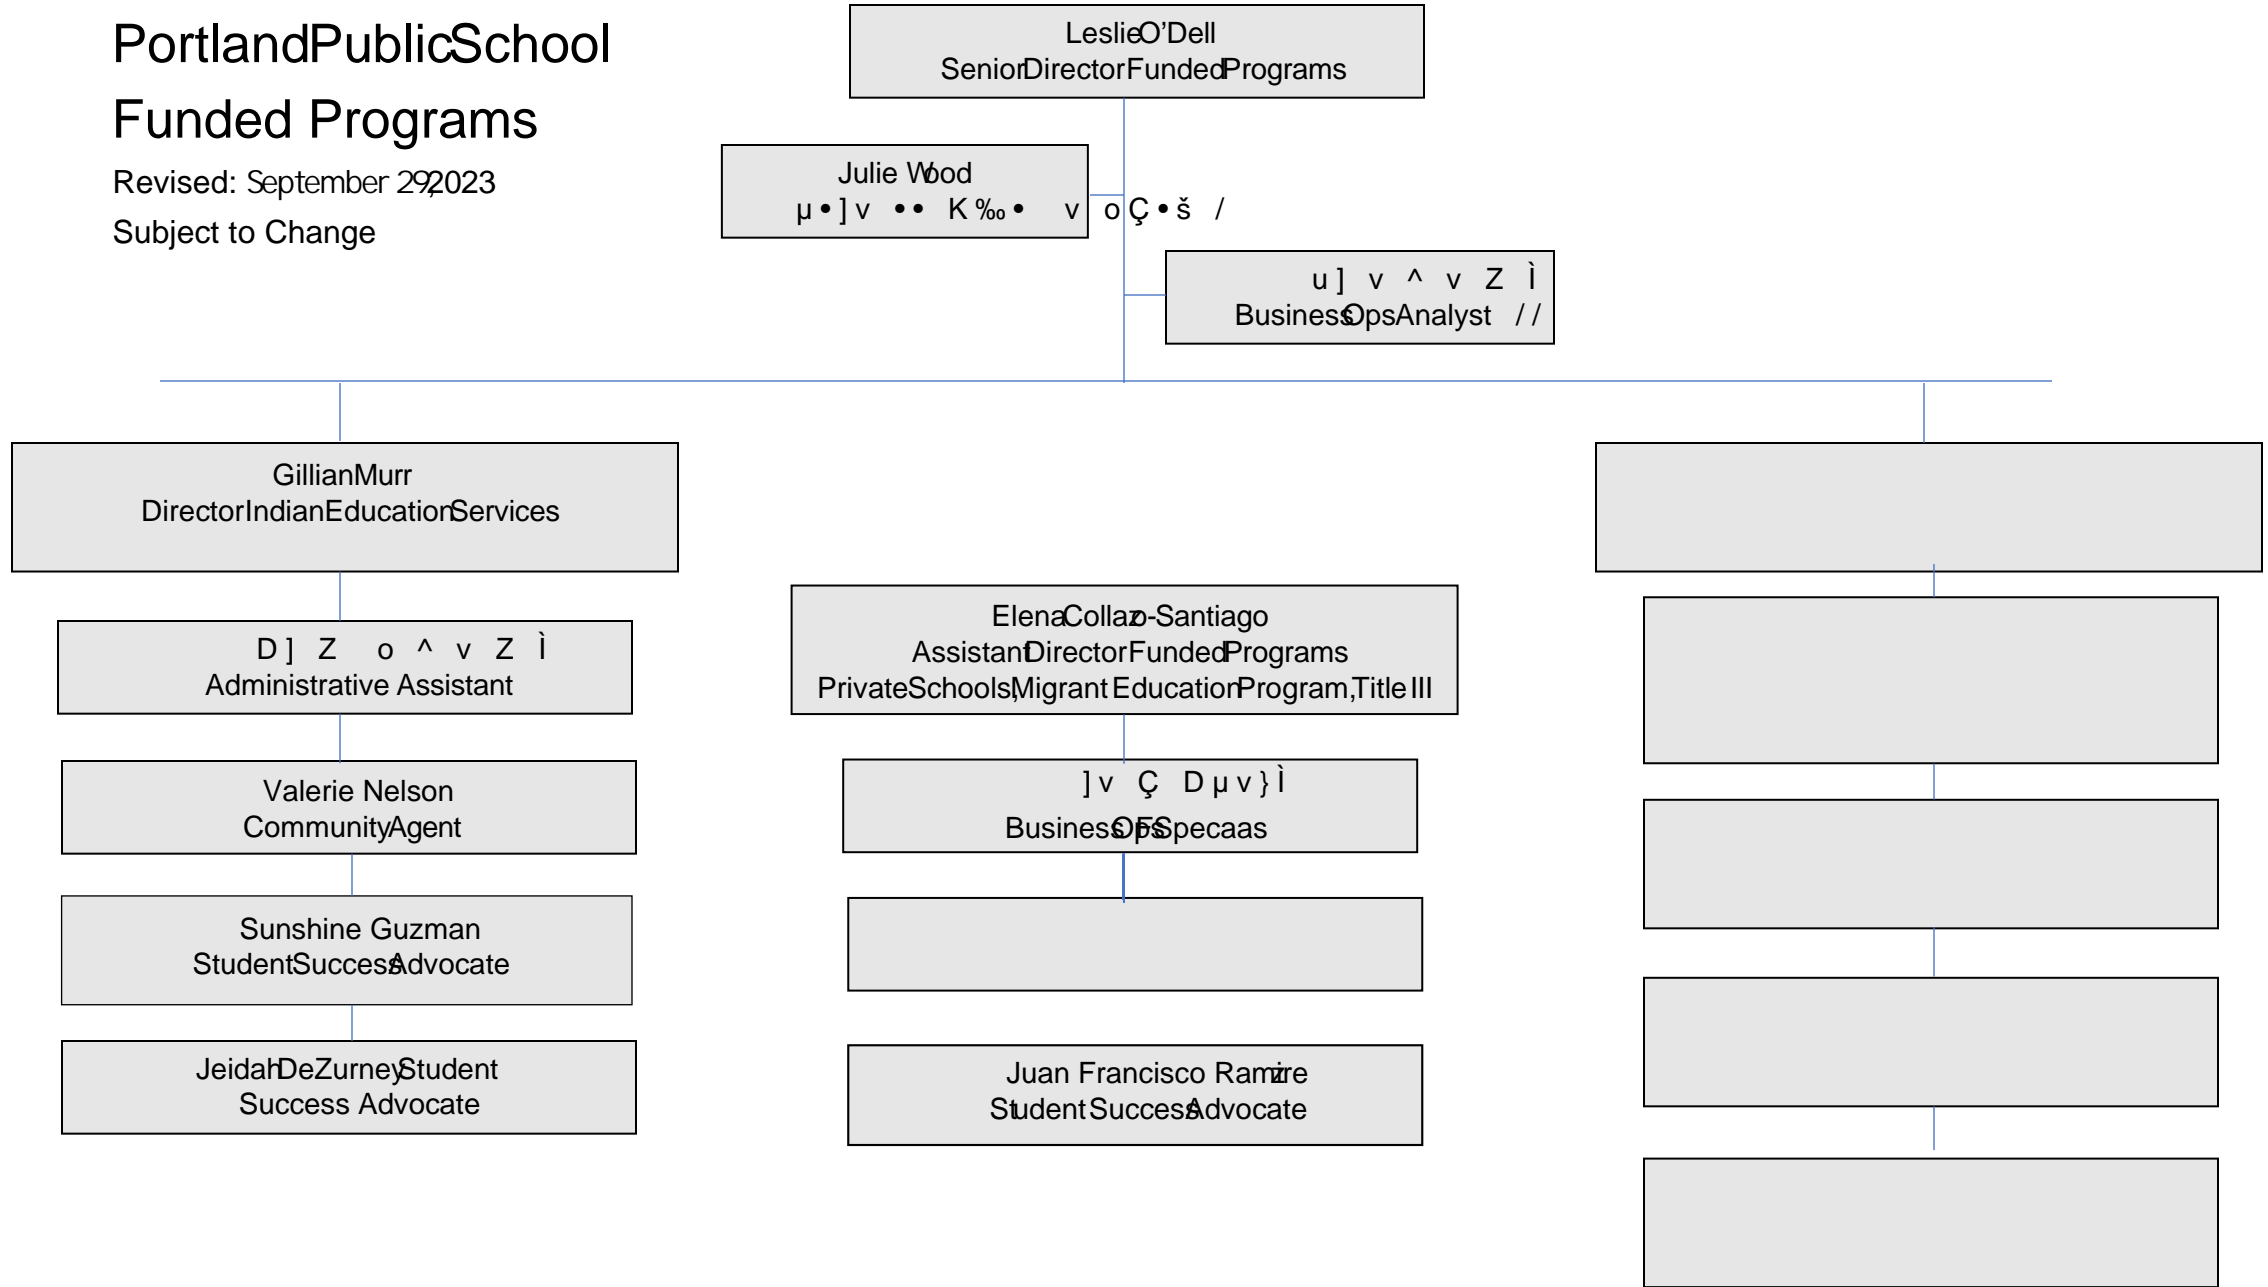 Portland Public School
Funded Programs
Revised: September 29, 2023
Subject to Change
Leslie O'Dell
Senior Director Funded Programs
Julie Wood
Business Ops Analyst //
Gillian Murr
Director Indian Education Services
Administrative Assistant
Valerie Nelson
Community Agent
Sunshine Guzman
Student Success Advocate
Jeidah DeZurney Student
Success Advocate
Elena Collazo-Santiago
Assistant Director Funded Programs
Private Schools, Migrant Education Program, Title III
Business
Juan Francisco
Student Success Advocate